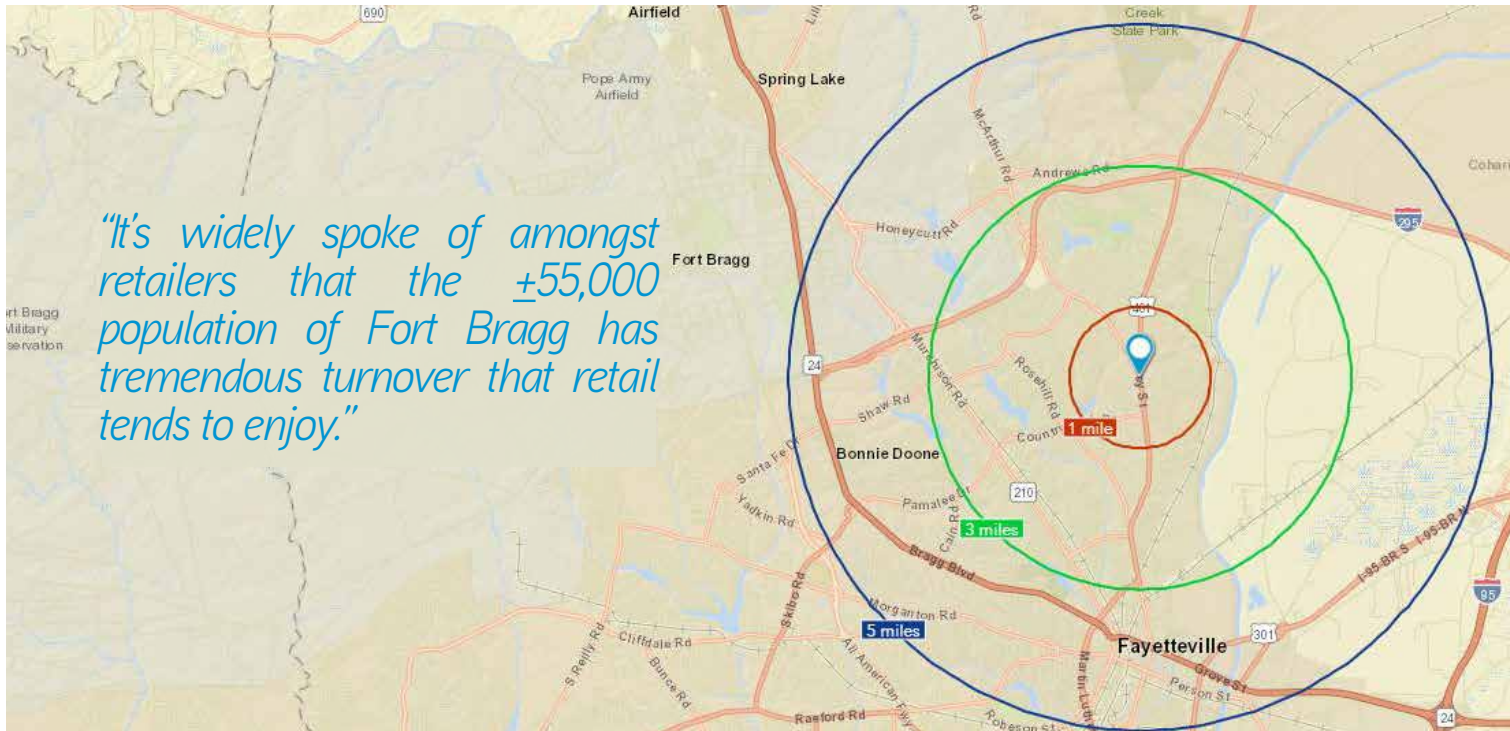 690
Airfield
Creek
State Park
Rd
Pope Army
Airfield
Spring Lake
McArthur Rd
Andrews Rd
295
Honeycutt Rd
Fort Bragg
“It’s widely spoke of amongst
retailers that the ±55,000
population of Fort Bragg has
tremendous turnover that retail
tends to enjoy.”
Military
401
24
Murchison Rd
Rosehill Rd
Shaw Rd
1 mile
Bonnie Doone
Santa Fe Dr
Yadkin Rd
Pamalee Dr
210
Cain Rd
3 miles
Bragg Blvd
I-95-BR S
I-95-BR N
95
Skibo Rd
Morganton Rd
5 miles
301
Cliffdale Rd
S Reilly Rd
Bunce Rd
All American Fwy
Fayetteville
Grove St
Person St
Raeford Rd
Robeson St
24